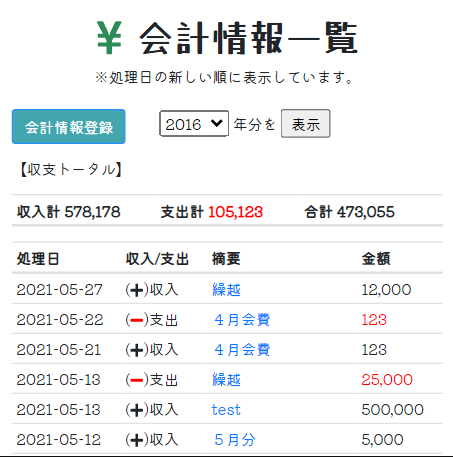 ¥ 会計情報一覧
※処理日の新しい順に表示しています。
会計情報登録 2016 年分を 表示
【収支トータル】
収入計 578,178 支出計 105,123 合計 473,055
処理日 収入/支出 摘要 金額
2021-05-27 (+)収入 繰越 12,000
2021-05-22 (-)支出 ４月会費 123
2021-05-21 (+)収入 ４月会費 123
2021-05-13 (-)支出 繰越 25,000
2021-05-13 (+)収入 test 500,000
2021-05-12 (+)収入 ５月分 5,000